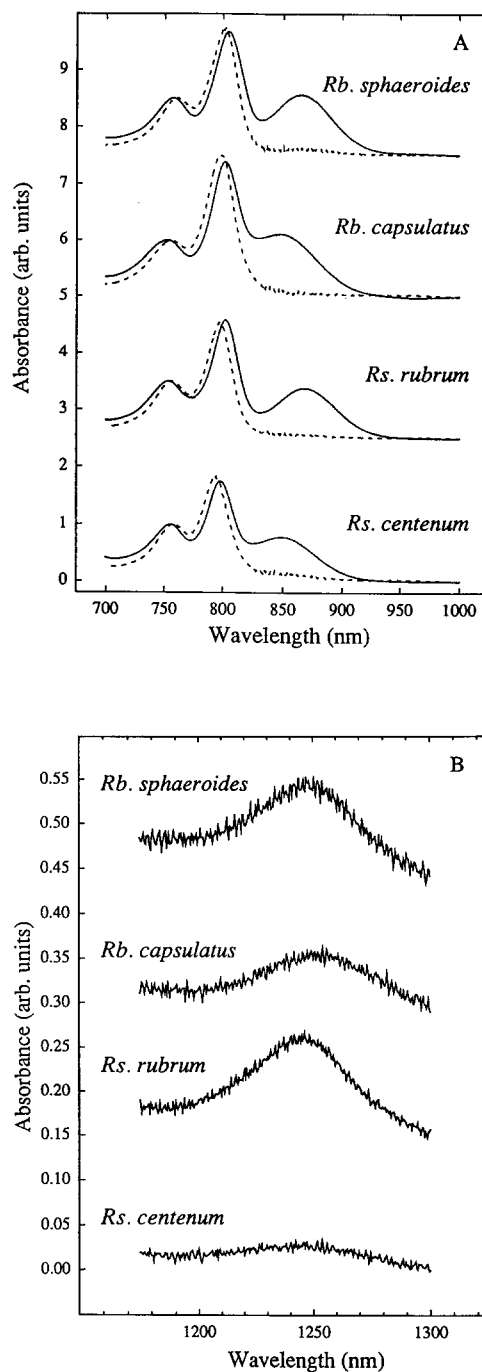 A
Rb. sphaeroides
Rb. capsulatus
Rs. rubrum
Rs. centenum
Absorbance (arb. units)
9
8
7
6
5
4
3
2
1
0
700 750 800 850 900 950 1000
Wavelength (nm)
B
Rb. sphaeroides
Rb. capsulatus
Rs. rubrum
Rs. centenum
Absorbance (arb. units)
0.55
0.50
0.45
0.40
0.35
0.30
0.25
0.20
0.15
0.10
0.05
0.00
1200 1250 1300
Wavelength (nm)